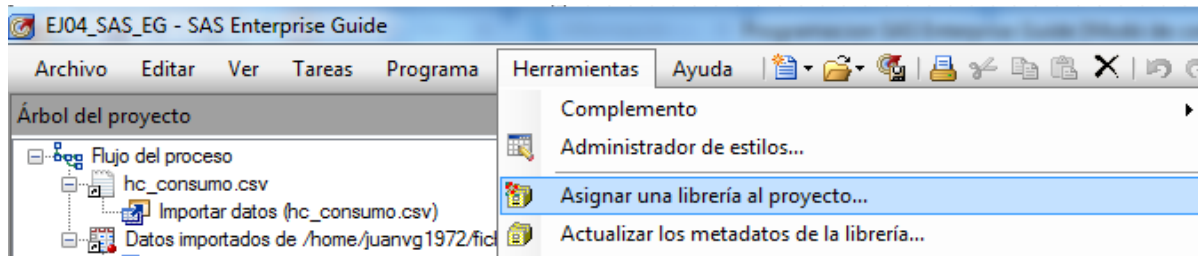 EJ04_SAS_EG - SAS Enterprise Guide
Archivo Editar Ver Tareas Programa Herramientas Ayuda
Árbol del proyecto
Complemento
Administrador de estilos...
Flujo del proceso
hc_consumo.csv
Asignar una librería al proyecto...
Importar datos (hc_consumo.csv)
Datos importados de /home/juanvg1972/fic
Actualizar los metadatos de la librería...